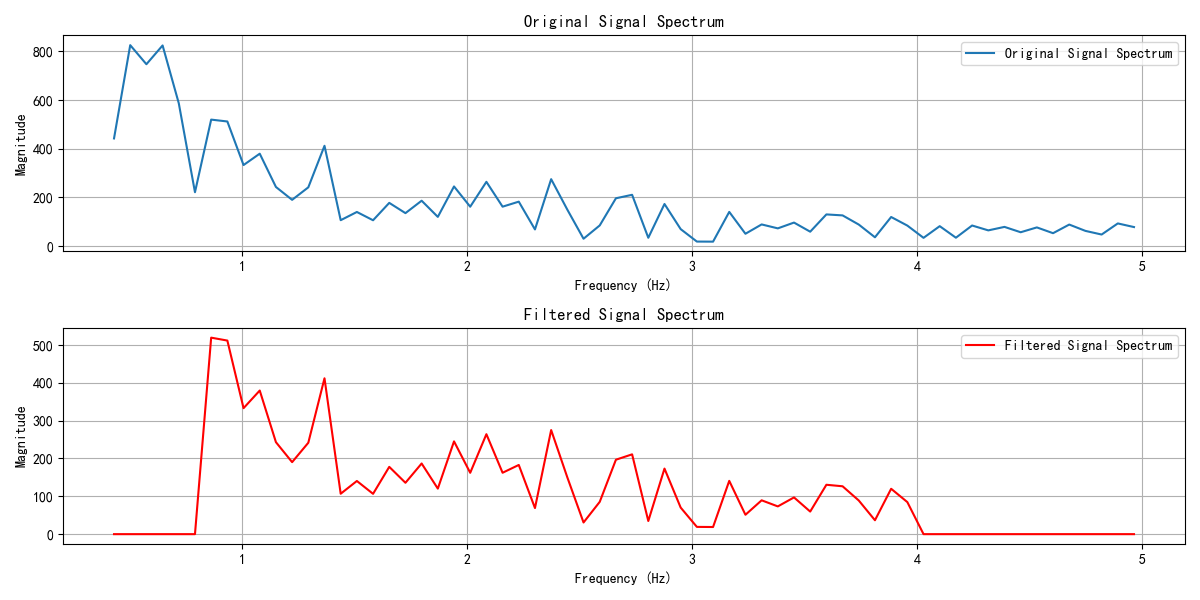 Original Signal Spectrum
Original Signal Spectrum
800
600
400
200
0
Magnitude
1 2 3 4 5
Frequency (Hz)
Filtered Signal Spectrum
Filtered Signal Spectrum
500
400
300
200
100
0
Magnitude
1 2 3 4 5
Frequency (Hz)